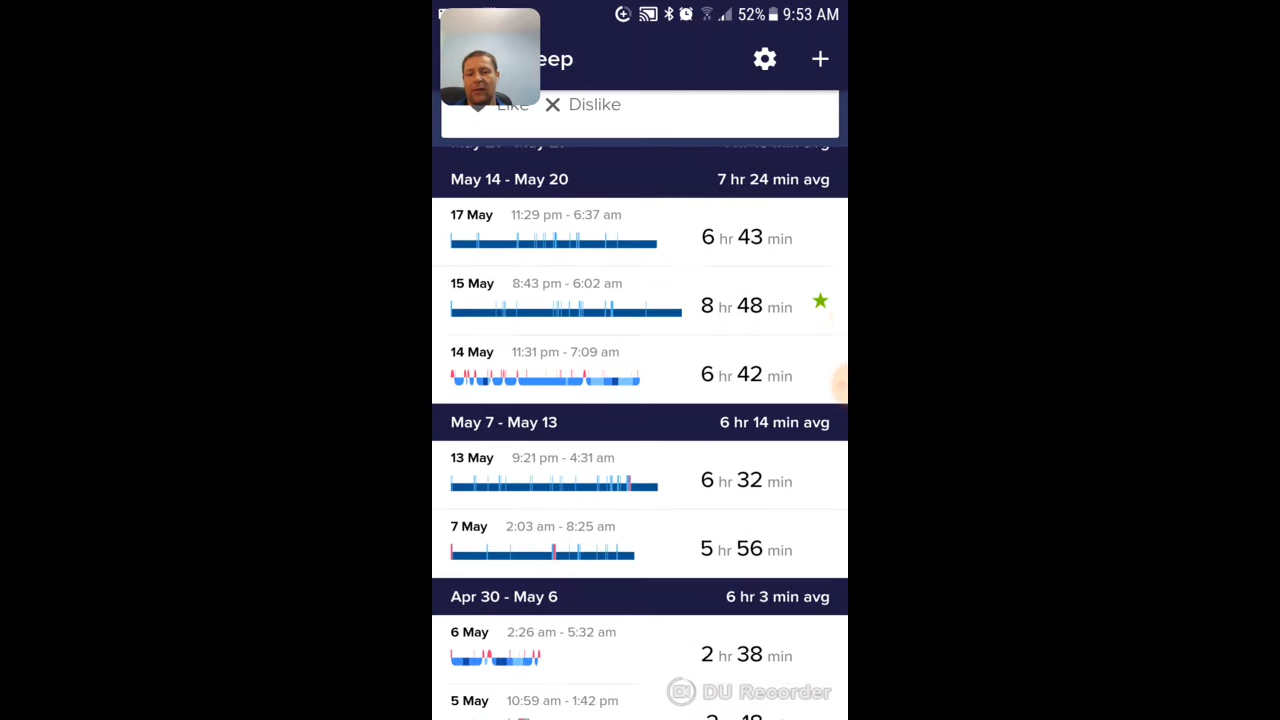 52% 9:53 AM
eep
Like Dislike
May 14 - May 20 7 hr 24 min avg
17 May 11:29 pm - 6:37 am
6 hr 43 min
15 May 8:43 pm - 6:02 am
8 hr 48 min
14 May 11:31 pm - 7:09 am
6 hr 42 min
May 7 - May 13 6 hr 14 min avg
13 May 9:21 pm - 4:31 am
6 hr 32 min
7 May 2:03 am - 8:25 am
5 hr 56 min
Apr 30 - May 6 6 hr 3 min avg
6 May 2:26 am - 5:32 am
2 hr 38 min
DU Recorder
5 May 10:59 am - 1:42 pm